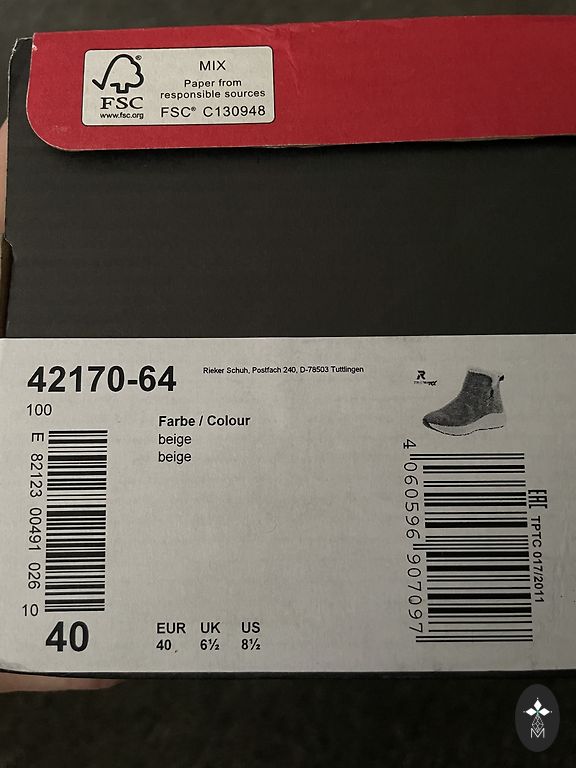 MIX
Paper from
responsible sources
FSC® C130948
FSC
www.fsc.org
42170-64
Rieker Schuh, Postfach 240, D-78503 Tuttlingen
R
100
Farbe / Colour
beige
beige
E 82123 00491 026
10
40
EUR UK US
40 6½ 8½
4 060596 907097
EAC TPTC 017/2011
M